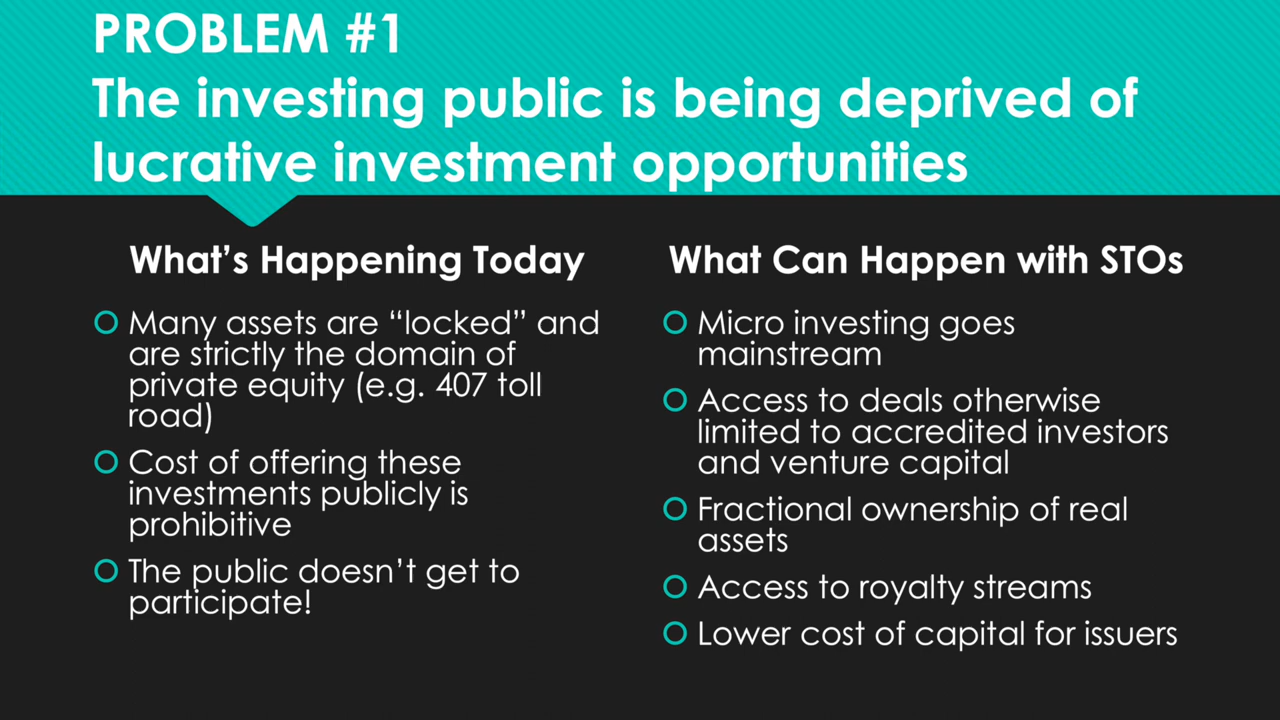 PROBLEM #1
The investing public is being deprived of
lucrative investment opportunities
What’s Happening Today
Many assets are “locked” and
are strictly the domain of
private equity (e.g. 407 toll
road)
Cost of offering these
investments publicly is
prohibitive
The public doesn’t get to
participate!
What Can Happen with STOs
Micro investing goes
mainstream
Access to deals otherwise
limited to accredited investors
and venture capital
Fractional ownership of real
assets
Access to royalty streams
Lower cost of capital for issuers